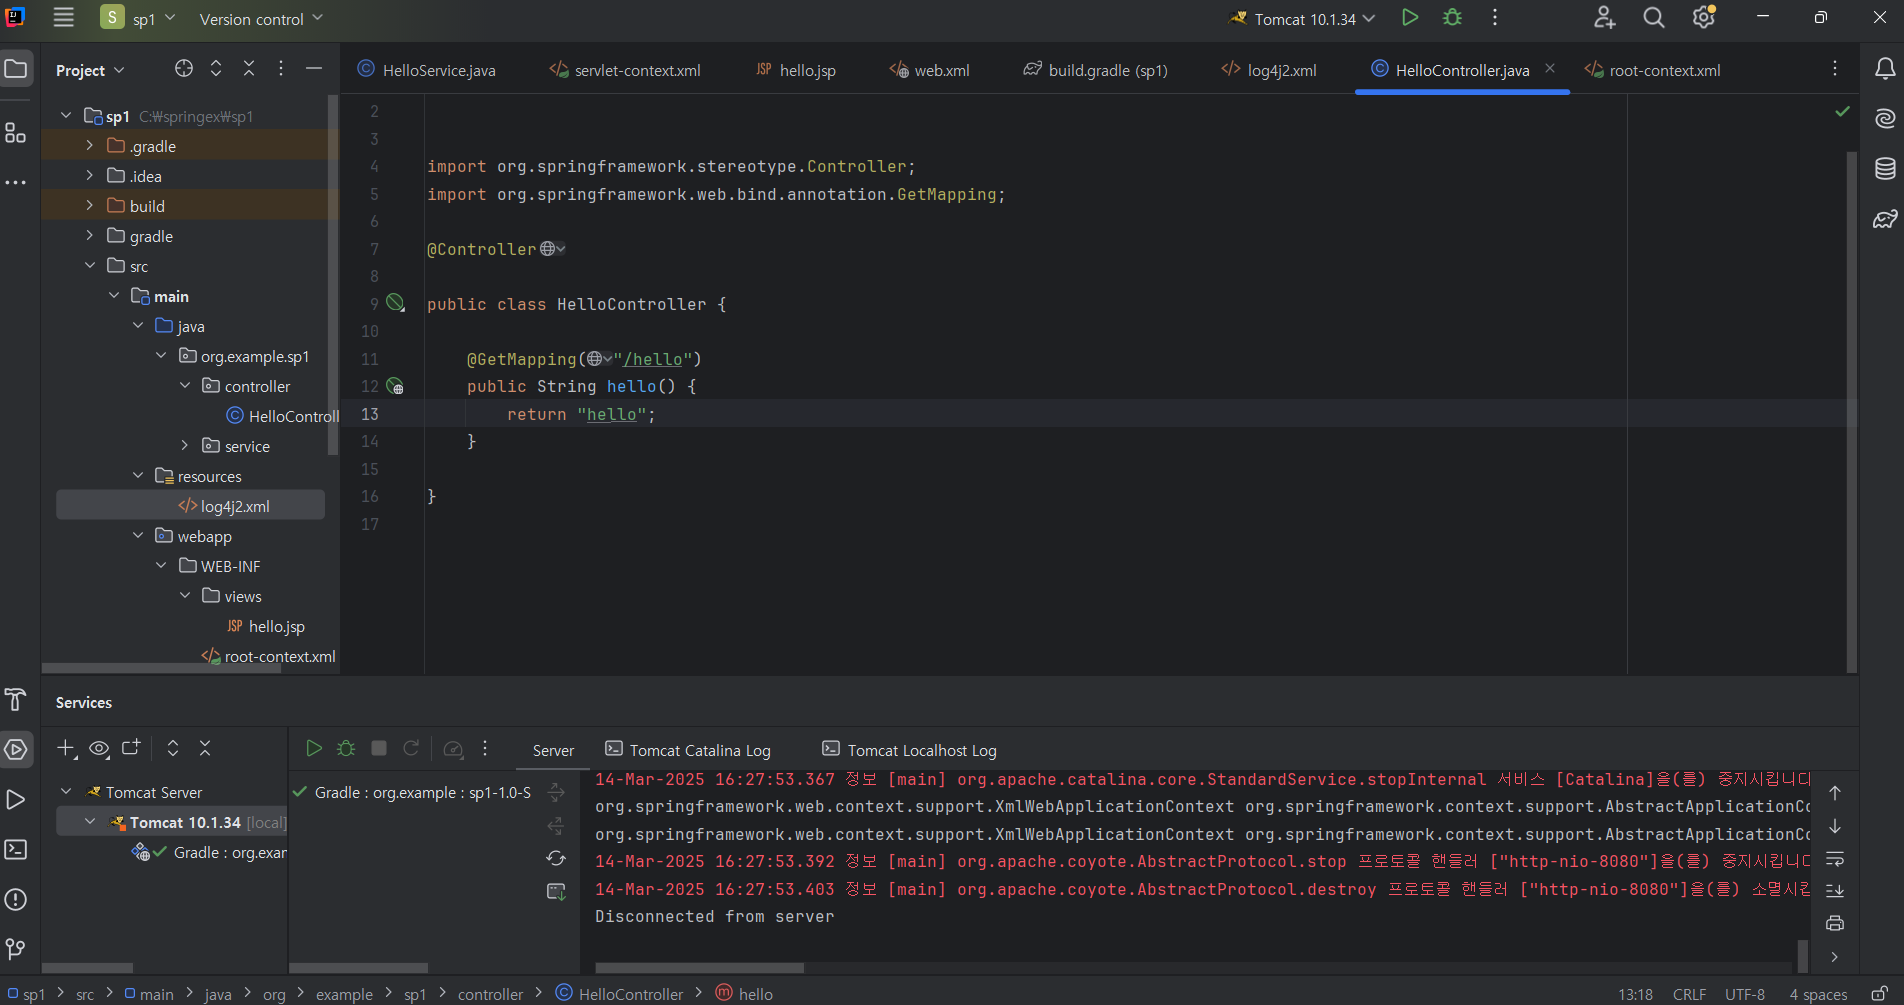 S sp1 Version control Tomcat 10.1.34
Project
HelloService.java servlet-context.xml JSP hello.jsp web.xml build.gradle (sp1) log4j2.xml HelloController.java root-context.xml
sp1 C:₩springex₩sp1
.gradle
.idea
build
gradle
src
main
java
org.example.sp1
controller
HelloControll
service
resources
log4j2.xml
webapp
WEB-INF
views
JSP hello.jsp
root-context.xml
2
3
4 import org.springframework.stereotype.Controller;
5 import org.springframework.web.bind.annotation.GetMapping;
6
7 @Controller
8
9 public class HelloController {
10
11 @GetMapping("/hello")
12 public String hello() {
13 return "hello";
14 }
15
16 }
17
Services
Server Tomcat Catalina Log Tomcat Localhost Log
Tomcat Server
Tomcat 10.1.34 [local]
Gradle : org.exar
Gradle : org.example : sp1-1.0-S
14-Mar-2025 16:27:53.367 정보 [main] org.apache.catalina.core.StandardService.stopInternal 서비스 [Catalina]을(를) 중지시킵니다
org.springframework.web.context.support.XmlWebApplicationContext org.springframework.context.support.AbstractApplicationCo
org.springframework.web.context.support.XmlWebApplicationContext org.springframework.context.support.AbstractApplicationCo
14-Mar-2025 16:27:53.392 정보 [main] org.apache.coyote.AbstractProtocol.stop 프로토콜 핸들러 ["http-nio-8080"]을(를) 중지시킵니다
14-Mar-2025 16:27:53.403 정보 [main] org.apache.coyote.AbstractProtocol.destroy 프로토콜 핸들러 ["http-nio-8080"]을(를) 소멸시킵
Disconnected from server
sp1 > src > main > java > org > example > sp1 > controller > HelloController > hello
13:18 CRLF UTF-8 4 spaces